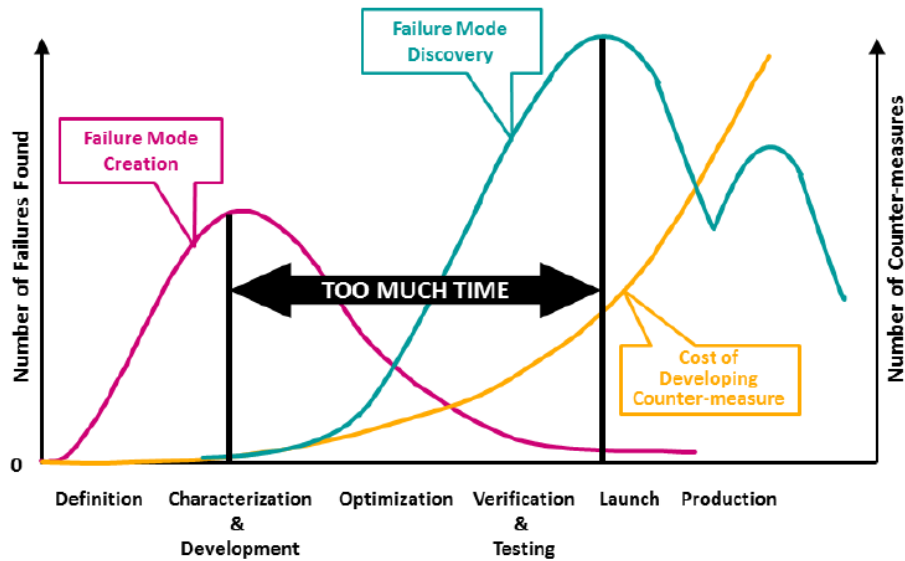 Failure Mode
Discovery
Failure Mode
Creation
Number of Failures Found
Number of Counter-measures
TOO MUCH TIME
Cost of
Developing
Counter-measure
0
Definition
Characterization
&
Development
Optimization
Verification
&
Testing
Launch
Production